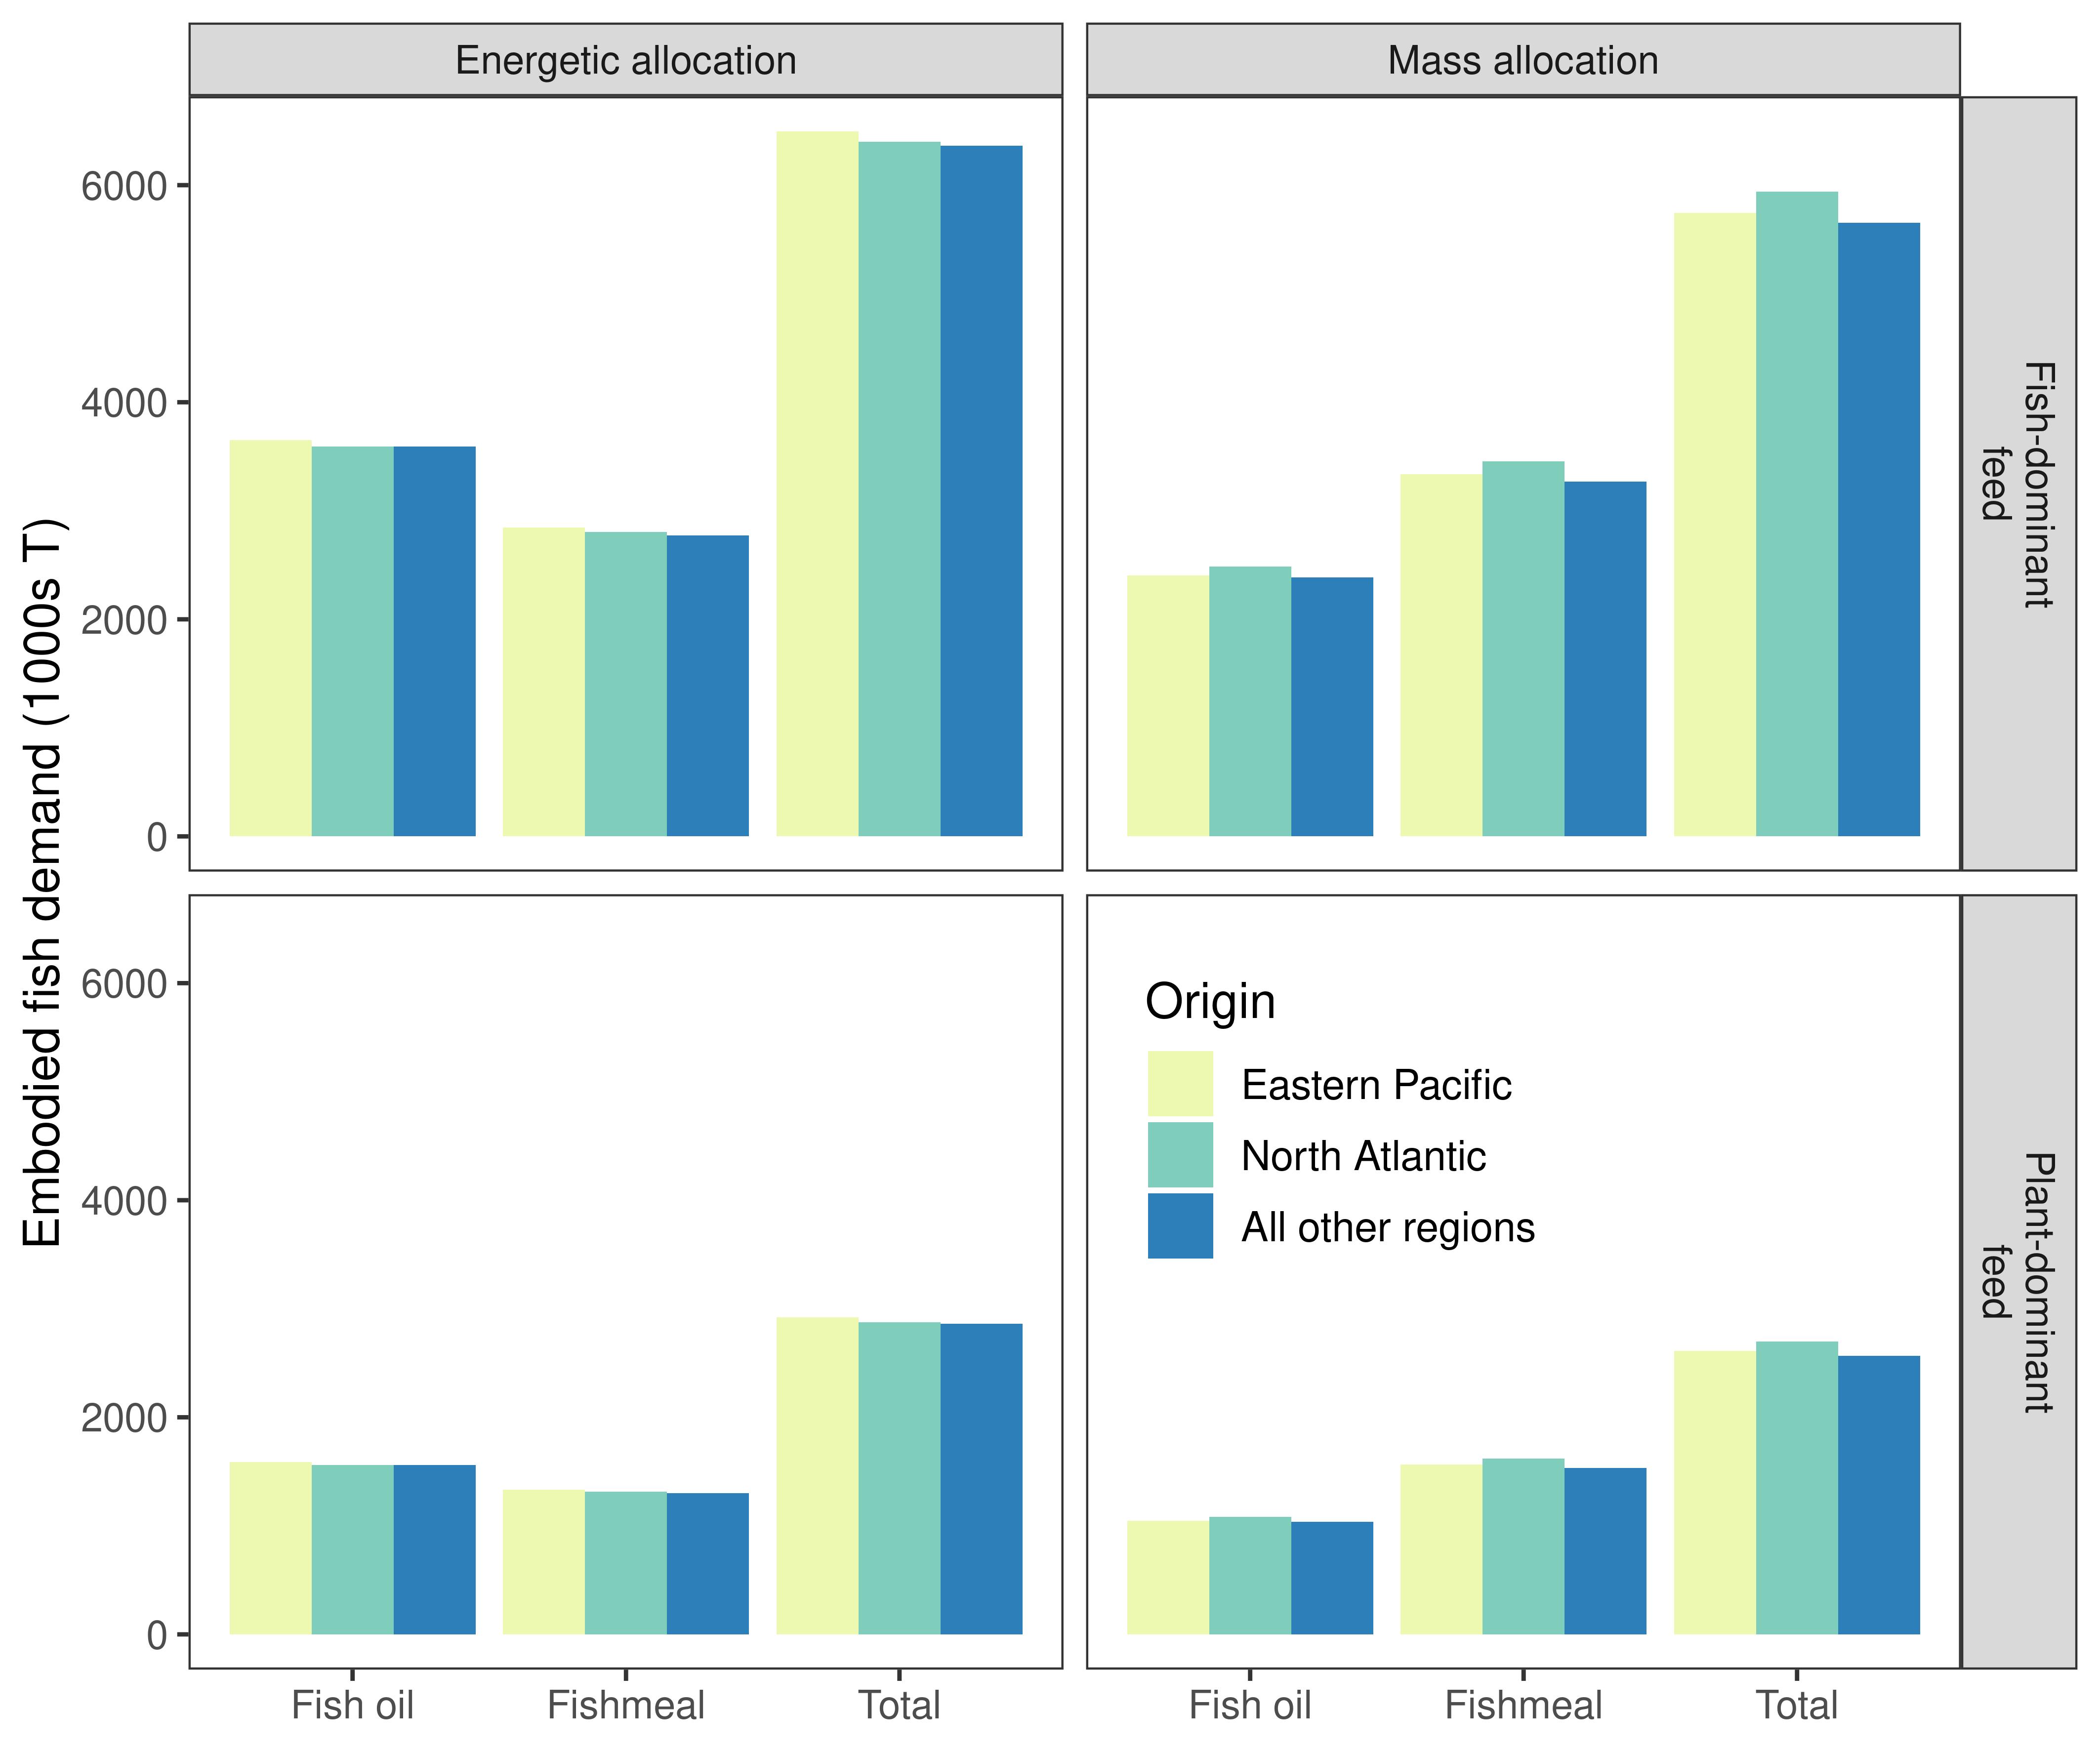 Energetic allocation
Mass allocation
Embodied fish demand (1000s T)
6000
4000
2000
0
Fish-dominant
feed
6000
4000
2000
0
Origin
Eastern Pacific
North Atlantic
All other regions
Plant-dominant
feed
Fish oil
Fishmeal
Total
Fish oil
Fishmeal
Total